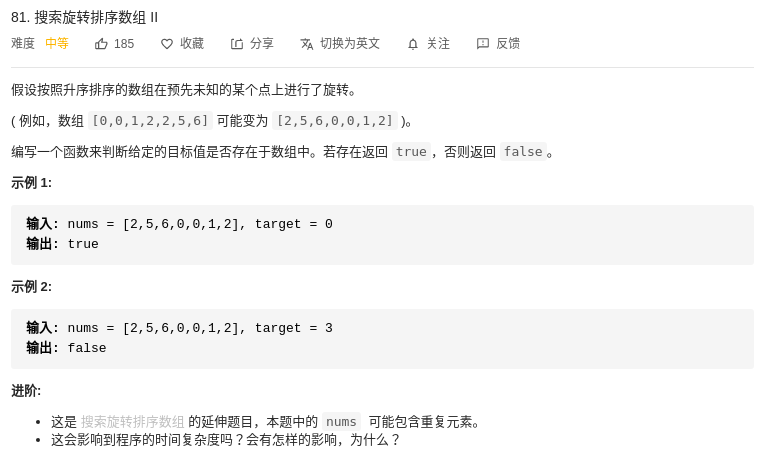 81. 搜索旋转排序数组 II
难度 中等 185 收藏 分享 切换为英文 关注 反馈
假设按照升序排序的数组在预先未知的某个点上进行了旋转。
( 例如，数组 [0,0,1,2,2,5,6] 可能变为 [2,5,6,0,0,1,2] )。
编写一个函数来判断给定的目标值是否存在于数组中。若存在返回 true，否则返回 false。
示例 1:
输入: nums = [2,5,6,0,0,1,2], target = 0
输出: true
示例 2:
输入: nums = [2,5,6,0,0,1,2], target = 3
输出: false
进阶:
• 这是 搜索旋转排序数组 的延伸题目，本题中的 nums 可能包含重复元素。
• 这会影响到程序的时间复杂度吗？会有怎样的影响，为什么？